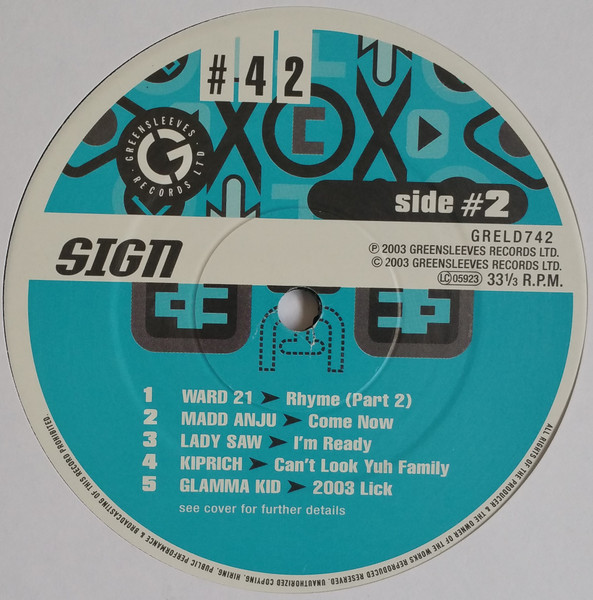 #42
GREENSLEEVES RECORDS LTD
side #2
SIGN
GRELD742
℗ 2003 GREENSLEEVES RECORDS LTD.
© 2003 GREENSLEEVES RECORDS LTD.
LC 05923 33⅓ R.P.M.
1 WARD 21 ➤ Rhyme (Part 2)
2 MADD ANJU ➤ Come Now
3 LADY SAW ➤ I'm Ready
4 KIPRICH ➤ Can't Look Yuh Family
5 GLAMMA KID ➤ 2003 Lick
see cover for further details
ALL RIGHTS OF THE PRODUCER & THE OWNER OF THE WORKS REPRODUCED RESERVED. UNAUTHORIZED COPYING, HIRING, PUBLIC PERFORMANCE & BROADCASTING OF THIS RECORD PROHIBITED.